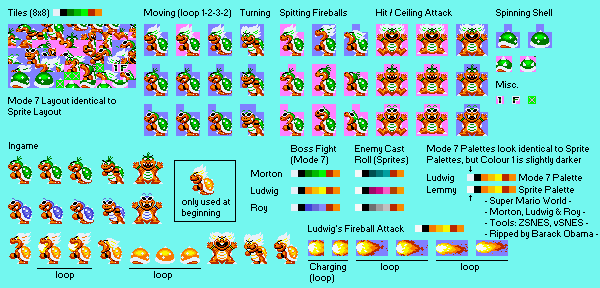 Tiles (8x8)
Moving (loop 1-2-3-2)
Turning
Spitting Fireballs
Hit / Ceiling Attack
Spinning Shell
1 F
Misc.
1 F
Mode 7 Layout identical to
Sprite Layout
Ingame
only used at
beginning
Boss Fight
(Mode 7)
Enemy Cast
Roll (Sprites)
Morton
Ludwig
Roy
Mode 7 Palettes look identical to Sprite
Palettes, but Colour 1 is slightly darker
↓
Ludwig
Mode 7 Palette
Lemmy
Sprite Palette
↑
- Super Mario World -
- Morton, Ludwig & Roy -
- Tools: ZSNES, vSNES -
- Ripped by Barack Obama -
Ludwig's Fireball Attack
loop
loop
Charging
(loop)
loop
loop